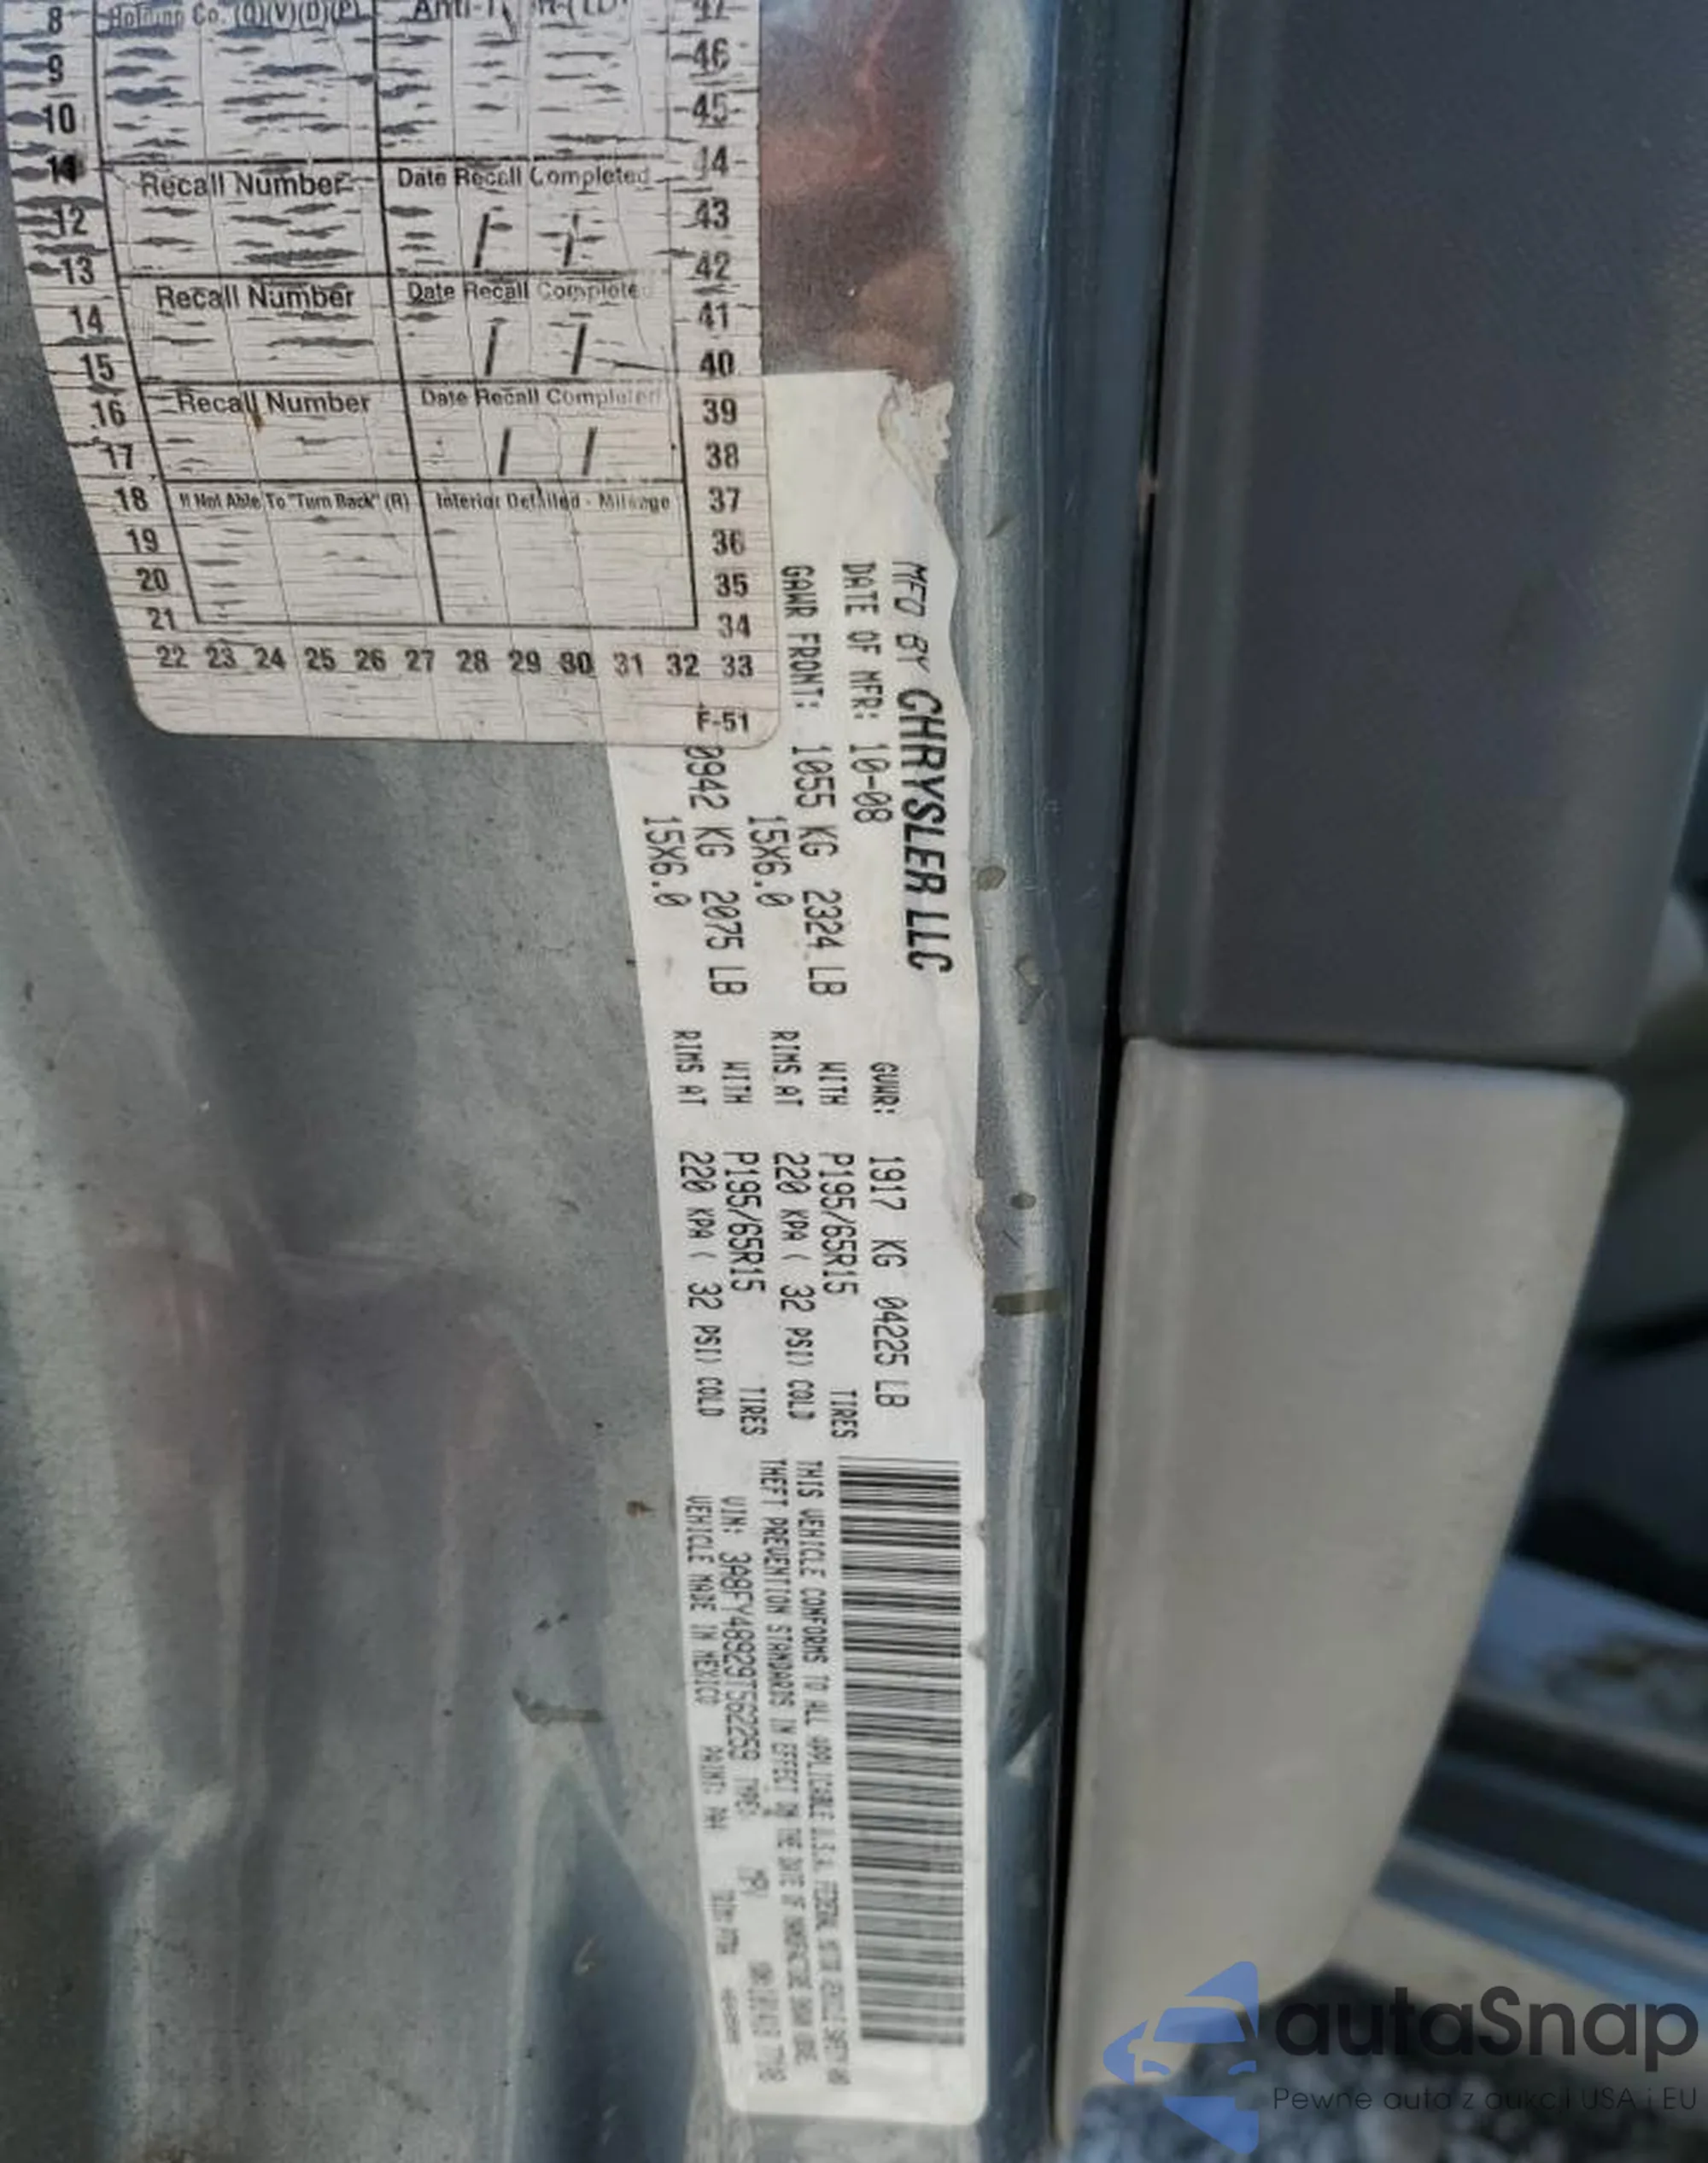 8 Holding Co. (Q)(V)(D)(P)
9 46
10 45
11 Recall Number Date Recall Completed 44
12 / / 43
13 42
Recall Number Date Recall Completed
14 / / 41
15 40
16 Recall Number Date Recall Completed 39
17 / / 38
18 If Not Able To "Turn Back" (R) Interior Detailed - Mileage 37
19 36
20 35
21 34
22 23 24 25 26 27 28 29 30 31 32 33
F-51
MFD BY CHRYSLER LLC
DATE OF MFR: 10-08 GVWR: 1917 KG 04225 LB
GAWR FRONT: 1055 KG 2324 LB WITH P195/65R15 TIRES
15X6.0 RIMS AT 220 KPA ( 32 PSI) COLD
0942 KG 2075 LB WITH P195/65R15 TIRES
15X6.0 RIMS AT 220 KPA ( 32 PSI) COLD
THIS VEHICLE CONFORMS TO ALL APPLICABLE U.S.A. FEDERAL MOTOR VEHICLE SAFETY AND
THEFT PREVENTION STANDARDS IN EFFECT ON THE DATE OF MANUFACTURE SHOWN ABOVE
VIN: 3A8FY48929T562259 TYPE: MPV
VEHICLE MADE IN MEXICO PAINT:
autaSnap
Pewne auta z aukcji USA i EU